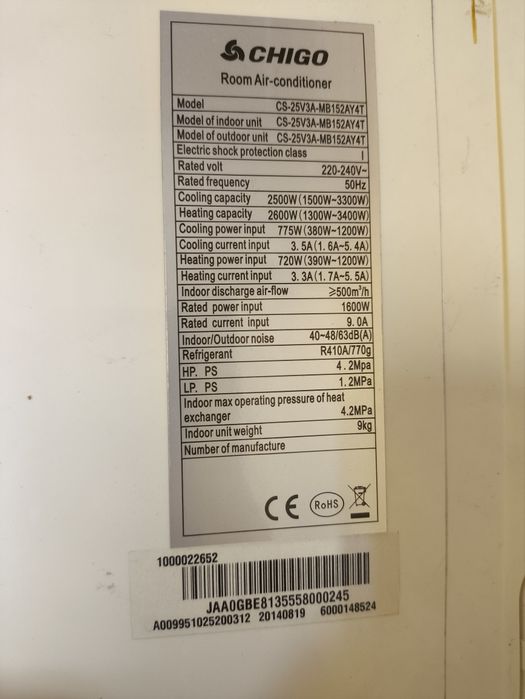 CHIGO
Room Air-conditioner
Model CS-25V3A-MB152AY4T
Model of indoor unit CS-25V3A-MB152AY4T
Model of outdoor unit CS-25V3A-MB152AY4T
Electric shock protection class I
Rated volt 220-240V~
Rated frequency 50Hz
Cooling capacity 2500W(1500W~3300W)
Heating capacity 2600W(1300W~3400W)
Cooling power input 775W(380W~1200W)
Cooling current input 3.5A(1.6A~5.4A)
Heating power input 720W(390W~1200W)
Heating current input 3.3A(1.7A~5.5A)
Indoor discharge air-flow ≥500m³/h
Rated power input 1600W
Rated current input 9.0A
Indoor/Outdoor noise 40~48/63dB(A)
Refrigerant R410A/770g
HP. PS 4.2Mpa
LP. PS 1.2MPa
Indoor max operating pressure of heat
exchanger 4.2MPa
Indoor unit weight 9kg
Number of manufacture
CE RoHS
1000022652
JAA0GBE8135558000245
A009951025200312 20140819 6000148524